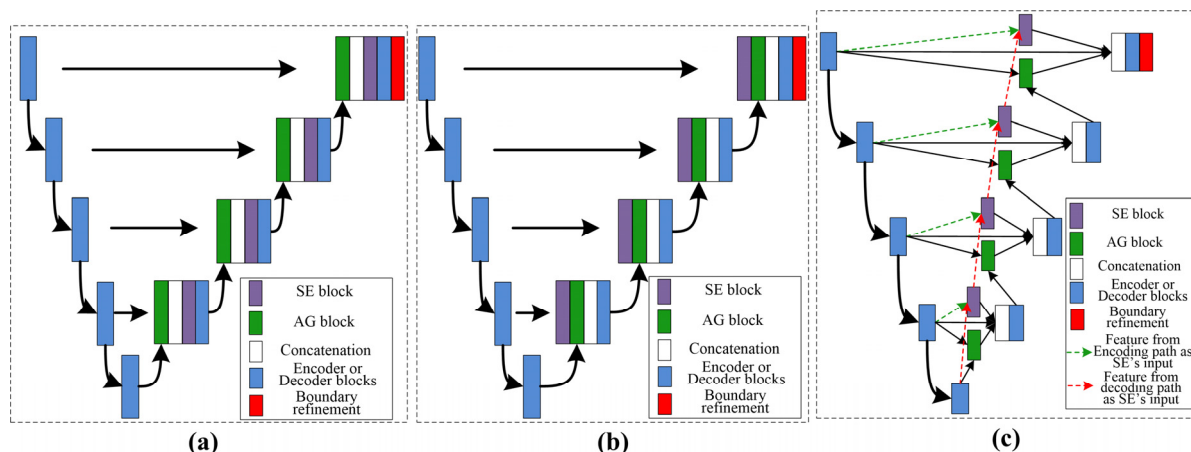 SE block
AG block
Concatenation
Encoder or
Decoder blocks
Boundary
refinement
(a)
SE block
AG block
Concatenation
Encoder or
Decoder blocks
Boundary
refinement
(b)
SE block
AG block
Concatenation
Encoder or
Decoder blocks
Boundary
refinement
Feature from
Encoding path as
SE's input
Feature from
decoding path
as SE's input
(c)